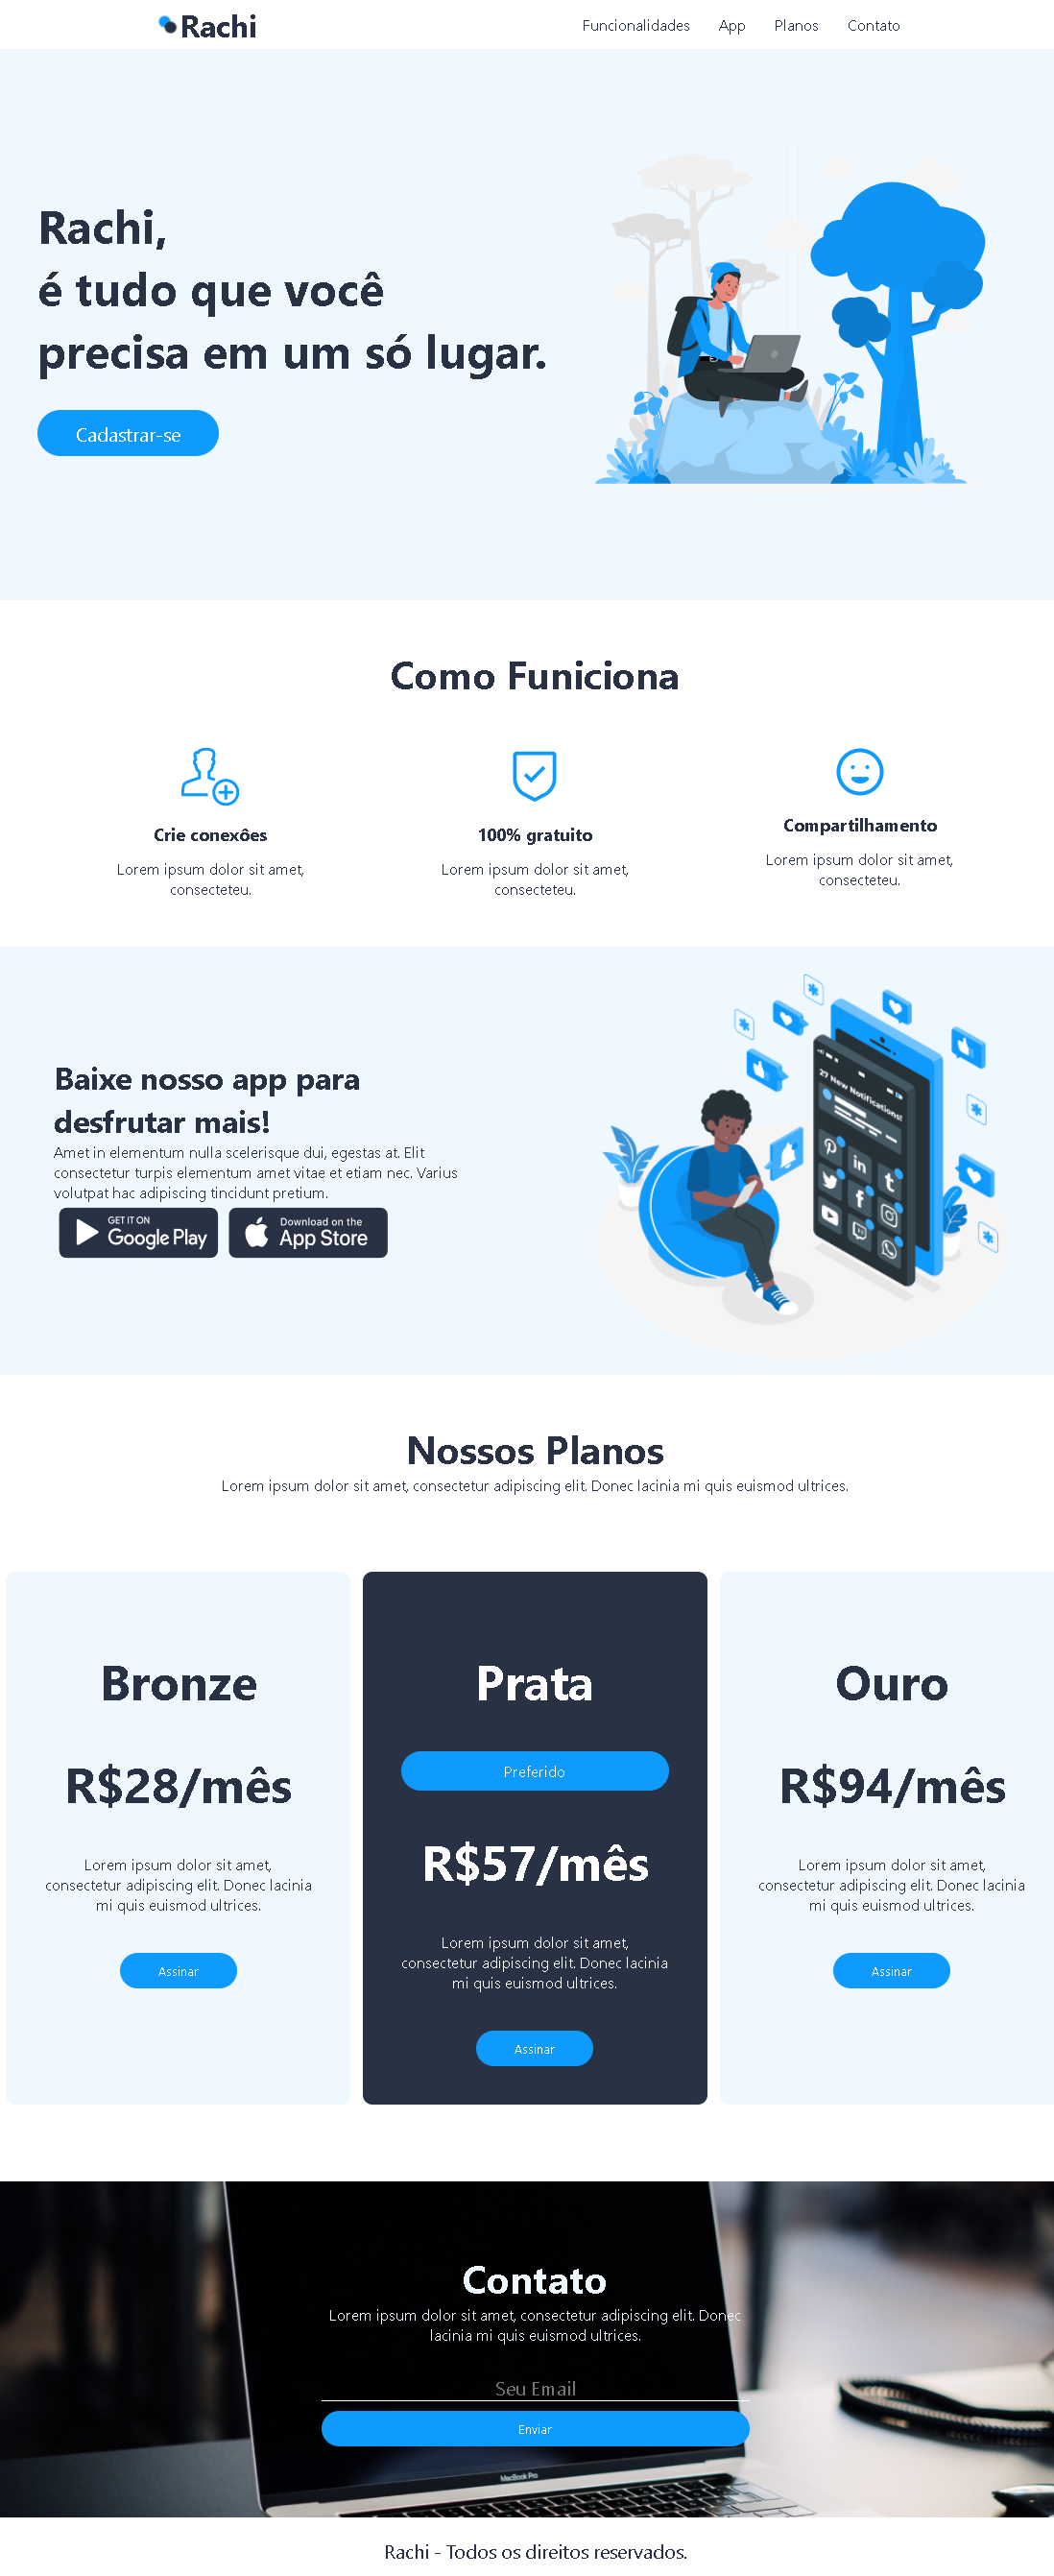 Rachi
Funcionalidades App Planos Contato
Rachi,
é tudo que você
precisa em um só lugar.
Cadastrar-se
Como Funiciona
Crie conexôes
Lorem ipsum dolor sit amet,
consecteteu.
100% gratuito
Lorem ipsum dolor sit amet,
consecteteu.
Compartilhamento
Lorem ipsum dolor sit amet,
consecteteu.
Baixe nosso app para
desfrutar mais!
Amet in elementum nulla scelerisque dui, egestas at. Elit
consectetur turpis elementum amet vitae et etiam nec. Varius
volutpat hac adipiscing tincidunt pretium.
GET IT ON
Google Play
Download on the
App Store
27 New Notifications!
Nossos Planos
Lorem ipsum dolor sit amet, consectetur adipiscing elit. Donec lacinia mi quis euismod ultrices.
Bronze
R$28/mês
Lorem ipsum dolor sit amet,
consectetur adipiscing elit. Donec lacinia
mi quis euismod ultrices.
Assinar
Prata
Preferido
R$57/mês
Lorem ipsum dolor sit amet,
consectetur adipiscing elit. Donec lacinia
mi quis euismod ultrices.
Assinar
Ouro
R$94/mês
Lorem ipsum dolor sit amet,
consectetur adipiscing elit. Donec lacinia
mi quis euismod ultrices.
Assinar
Contato
Lorem ipsum dolor sit amet, consectetur adipiscing elit. Donec
lacinia mi quis euismod ultrices.
Seu Email
Enviar
MacBook Pro
Rachi - Todos os direitos reservados.